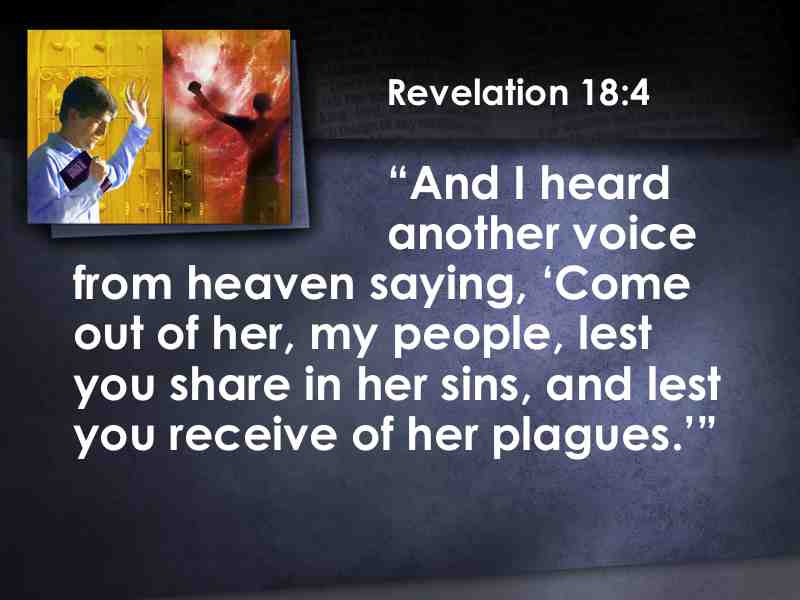 Revelation 18:4
“And I heard
another voice
from heaven saying, ‘Come
out of her, my people, lest
you share in her sins, and lest
you receive of her plagues.’”